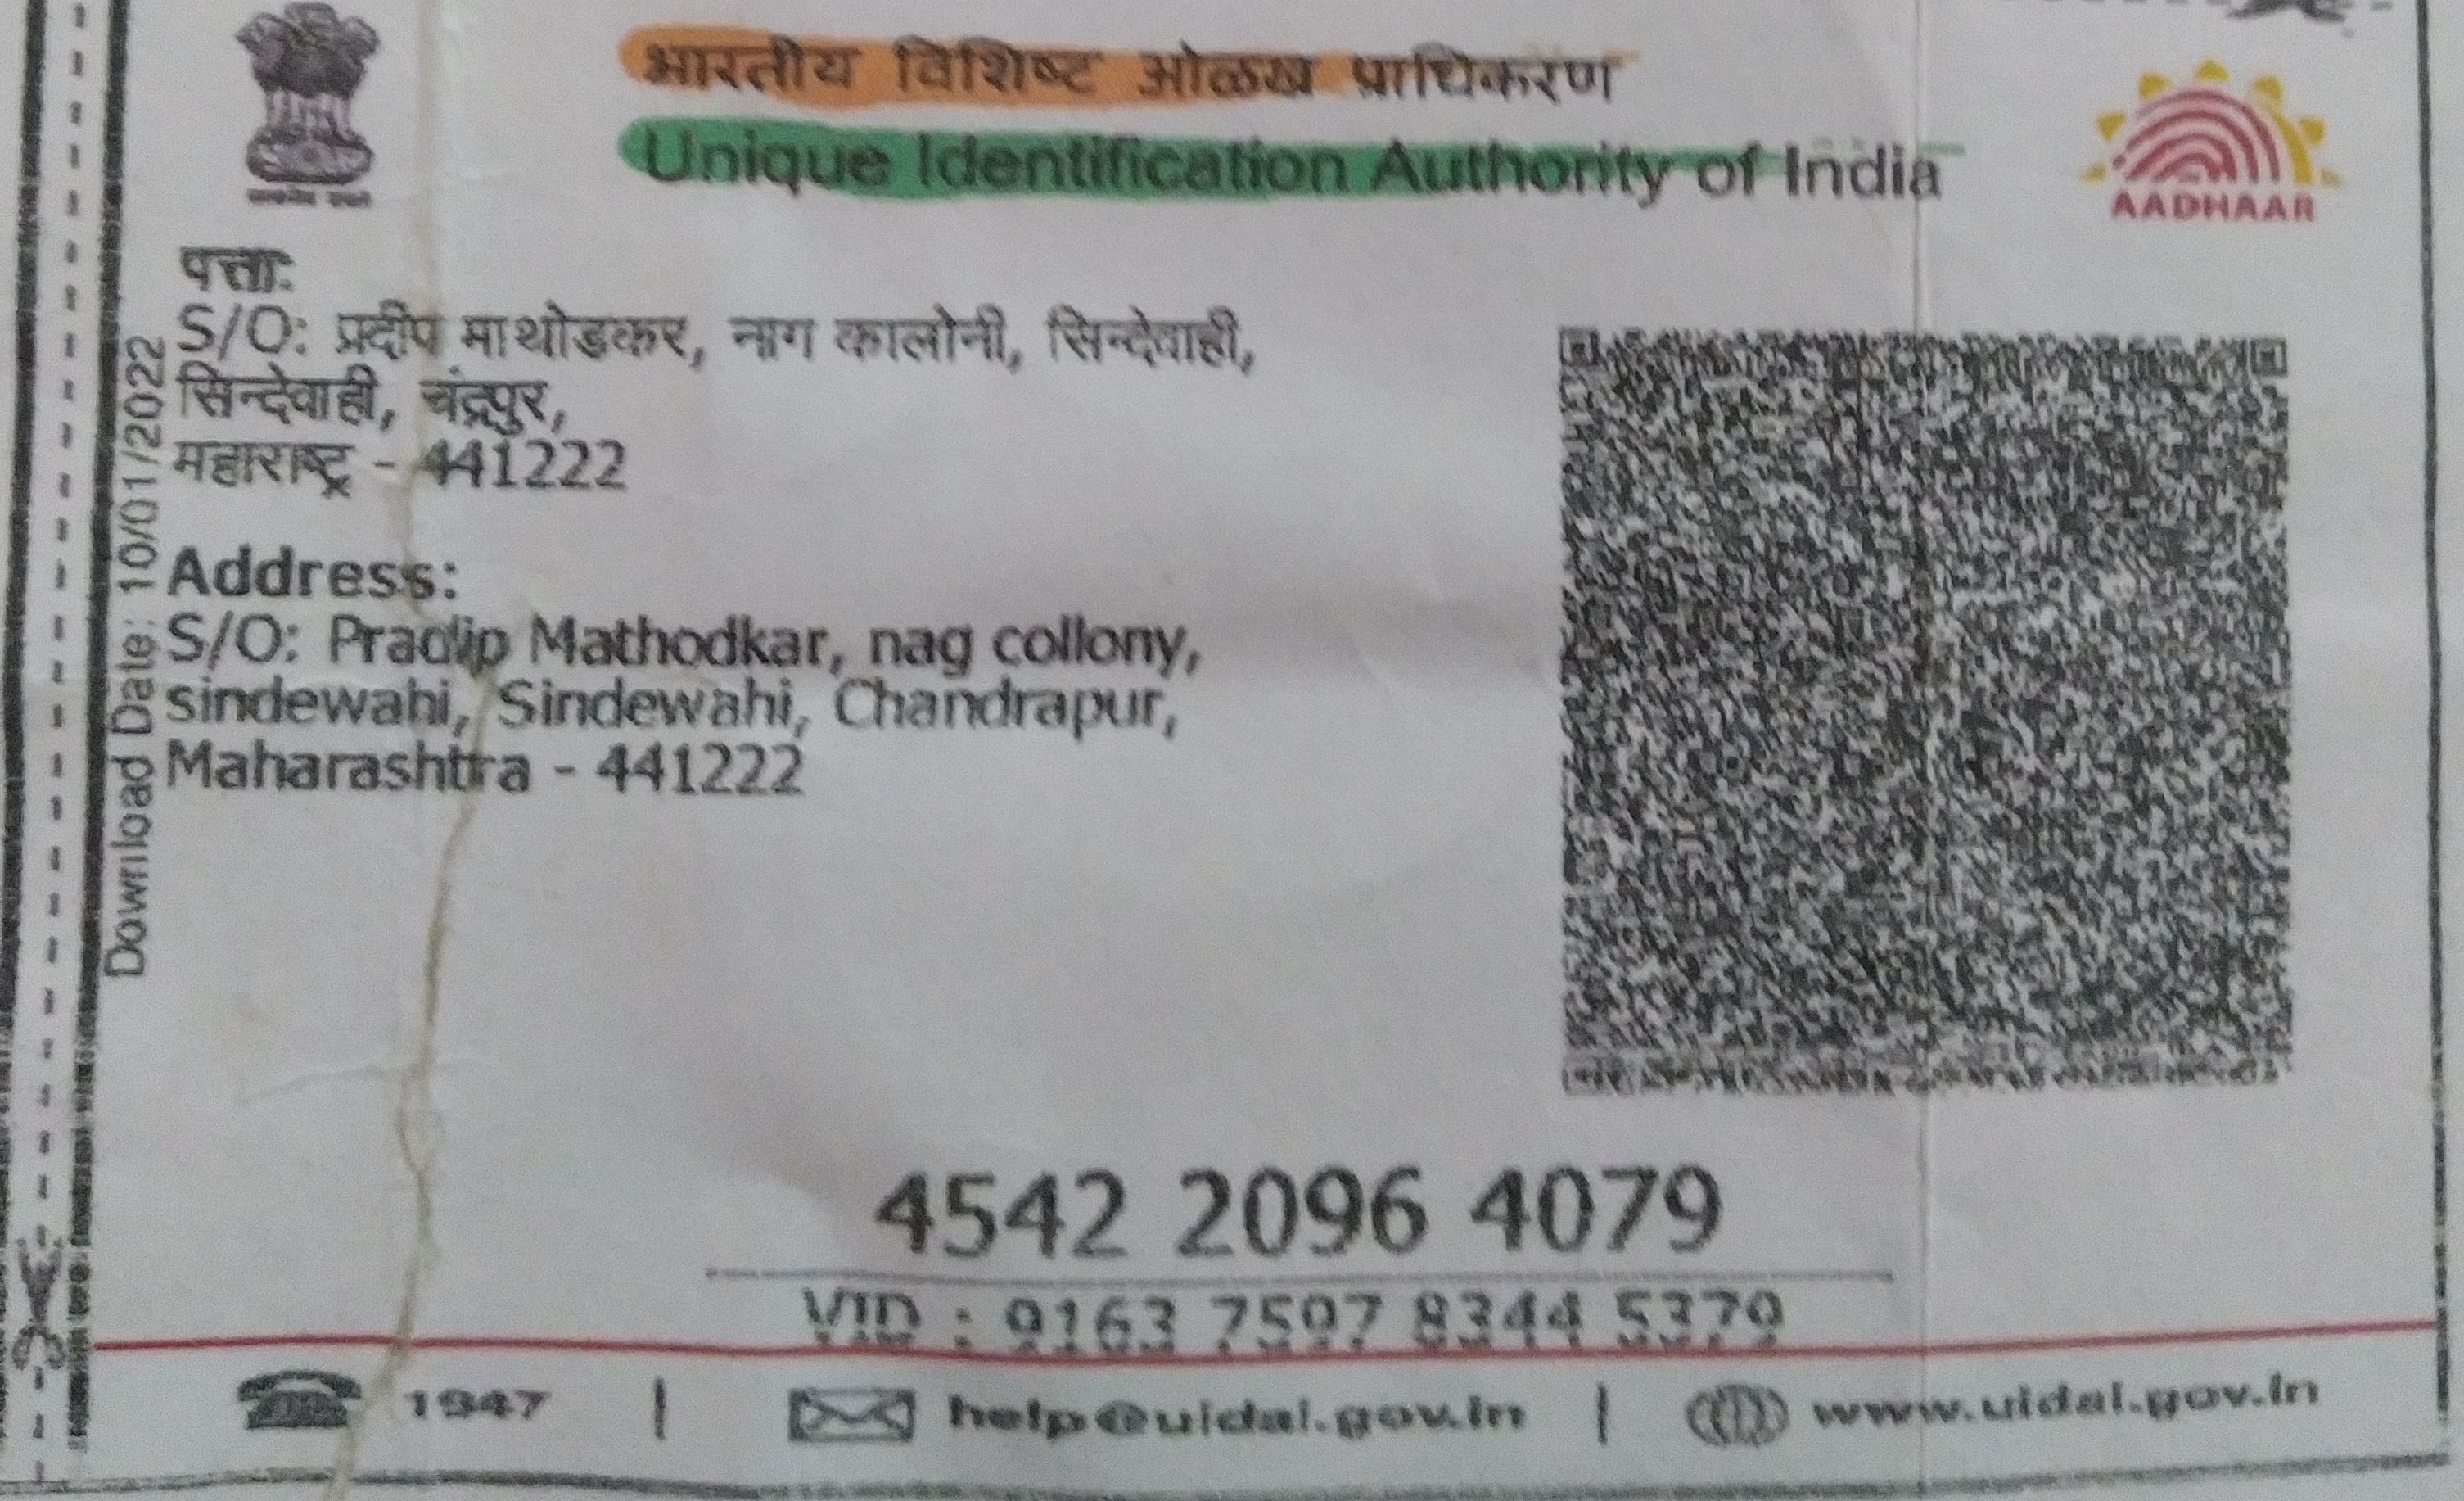 भारतीय विशिष्ट ओळख प्राधिकरण
Unique Identification Authority of India
AADHAAR
पत्ता:
S/O: प्रदीप माथोडकर, नाग कालोनी, सिन्देवाही,
सिन्देवाही, चंद्रपुर,
महाराष्ट्र - 441222
Address:
S/O: Pradip Mathodkar, nag collony,
sindewahi, Sindewahi, Chandrapur,
Maharashtra - 441222
Download Date: 10/01/2022
4542 2096 4079
VID : 9163 7597 8344 5379
1947 | help@uidai.gov.in | www.uidai.gov.in